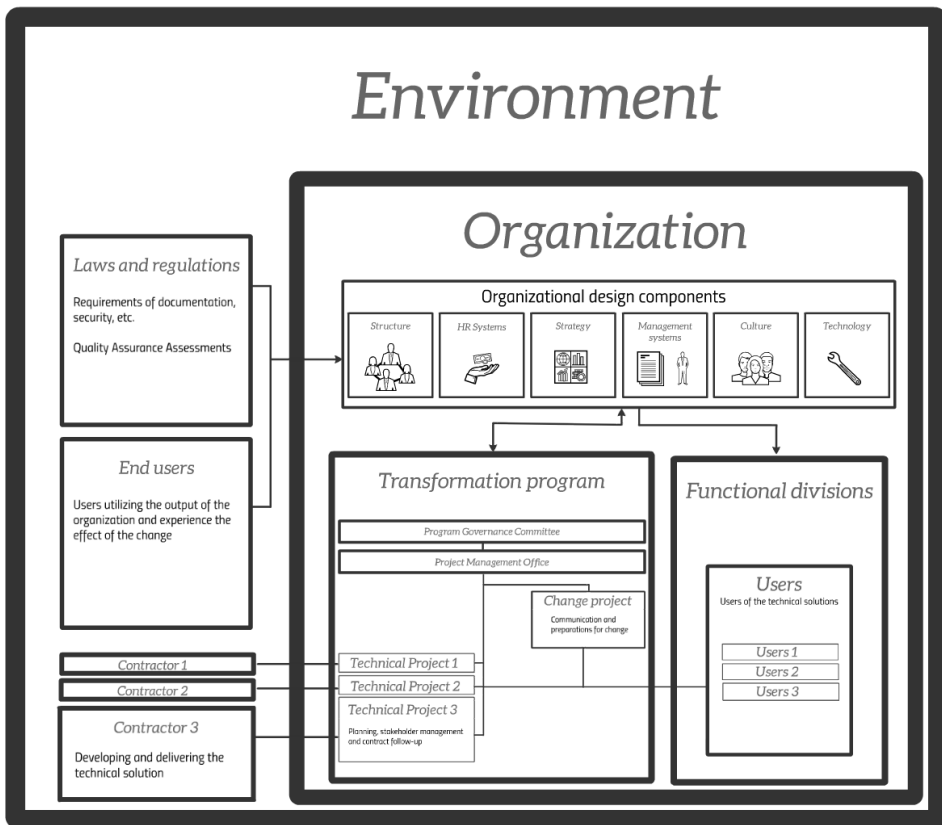 Environment
Organization
Laws and regulations
Requirements of documentation,
security, etc.
Quality Assurance Assessments
End users
Users utilizing the output of the
organization and experience the
effect of the change
Contractor 1
Contractor 2
Contractor 3
Developing and delivering the
technical solution
Organizational design components
Structure
HR Systems
Strategy
Management
systems
Culture
Technology
Transformation program
Program Governance Committee
Project Management Office
Change project
Communication and
preparations for change
Technical Project 1
Technical Project 2
Technical Project 3
Planning, stakeholder management
and contract follow-up
Functional divisions
Users
Users of the technical solutions
Users 1
Users 2
Users 3